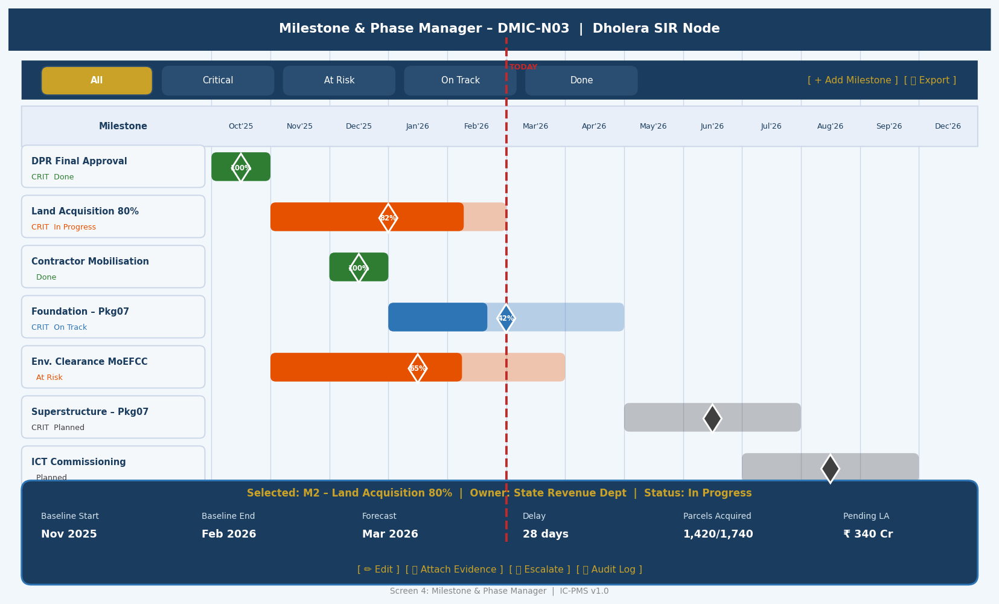 Milestone & Phase Manager – DMIC-N03 | Dholera SIR Node
TODAY
All Critical At Risk On Track Done [ + Add Milestone ] [ ▯ Export ]
Milestone Oct'25 Nov'25 Dec'25 Jan'26 Feb'26 Mar'26 Apr'26 May'26 Jun'26 Jul'26 Aug'26 Sep'26 Dec'26
DPR Final Approval
CRIT Done
100%
Land Acquisition 80%
CRIT In Progress
82%
Contractor Mobilisation
Done
100%
Foundation – Pkg07
CRIT On Track
42%
Env. Clearance MoEFCC
At Risk
65%
Superstructure – Pkg07
CRIT Planned
ICT Commissioning
Planned
Selected: M2 – Land Acquisition 80% | Owner: State Revenue Dept | Status: In Progress
Baseline Start Baseline End Forecast Delay Parcels Acquired Pending LA
Nov 2025 Feb 2026 Mar 2026 28 days 1,420/1,740 ₹ 340 Cr
[ ✏ Edit ] [ ▯ Attach Evidence ] [ ▯ Escalate ] [ ▯ Audit Log ]
Screen 4: Milestone & Phase Manager | IC-PMS v1.0